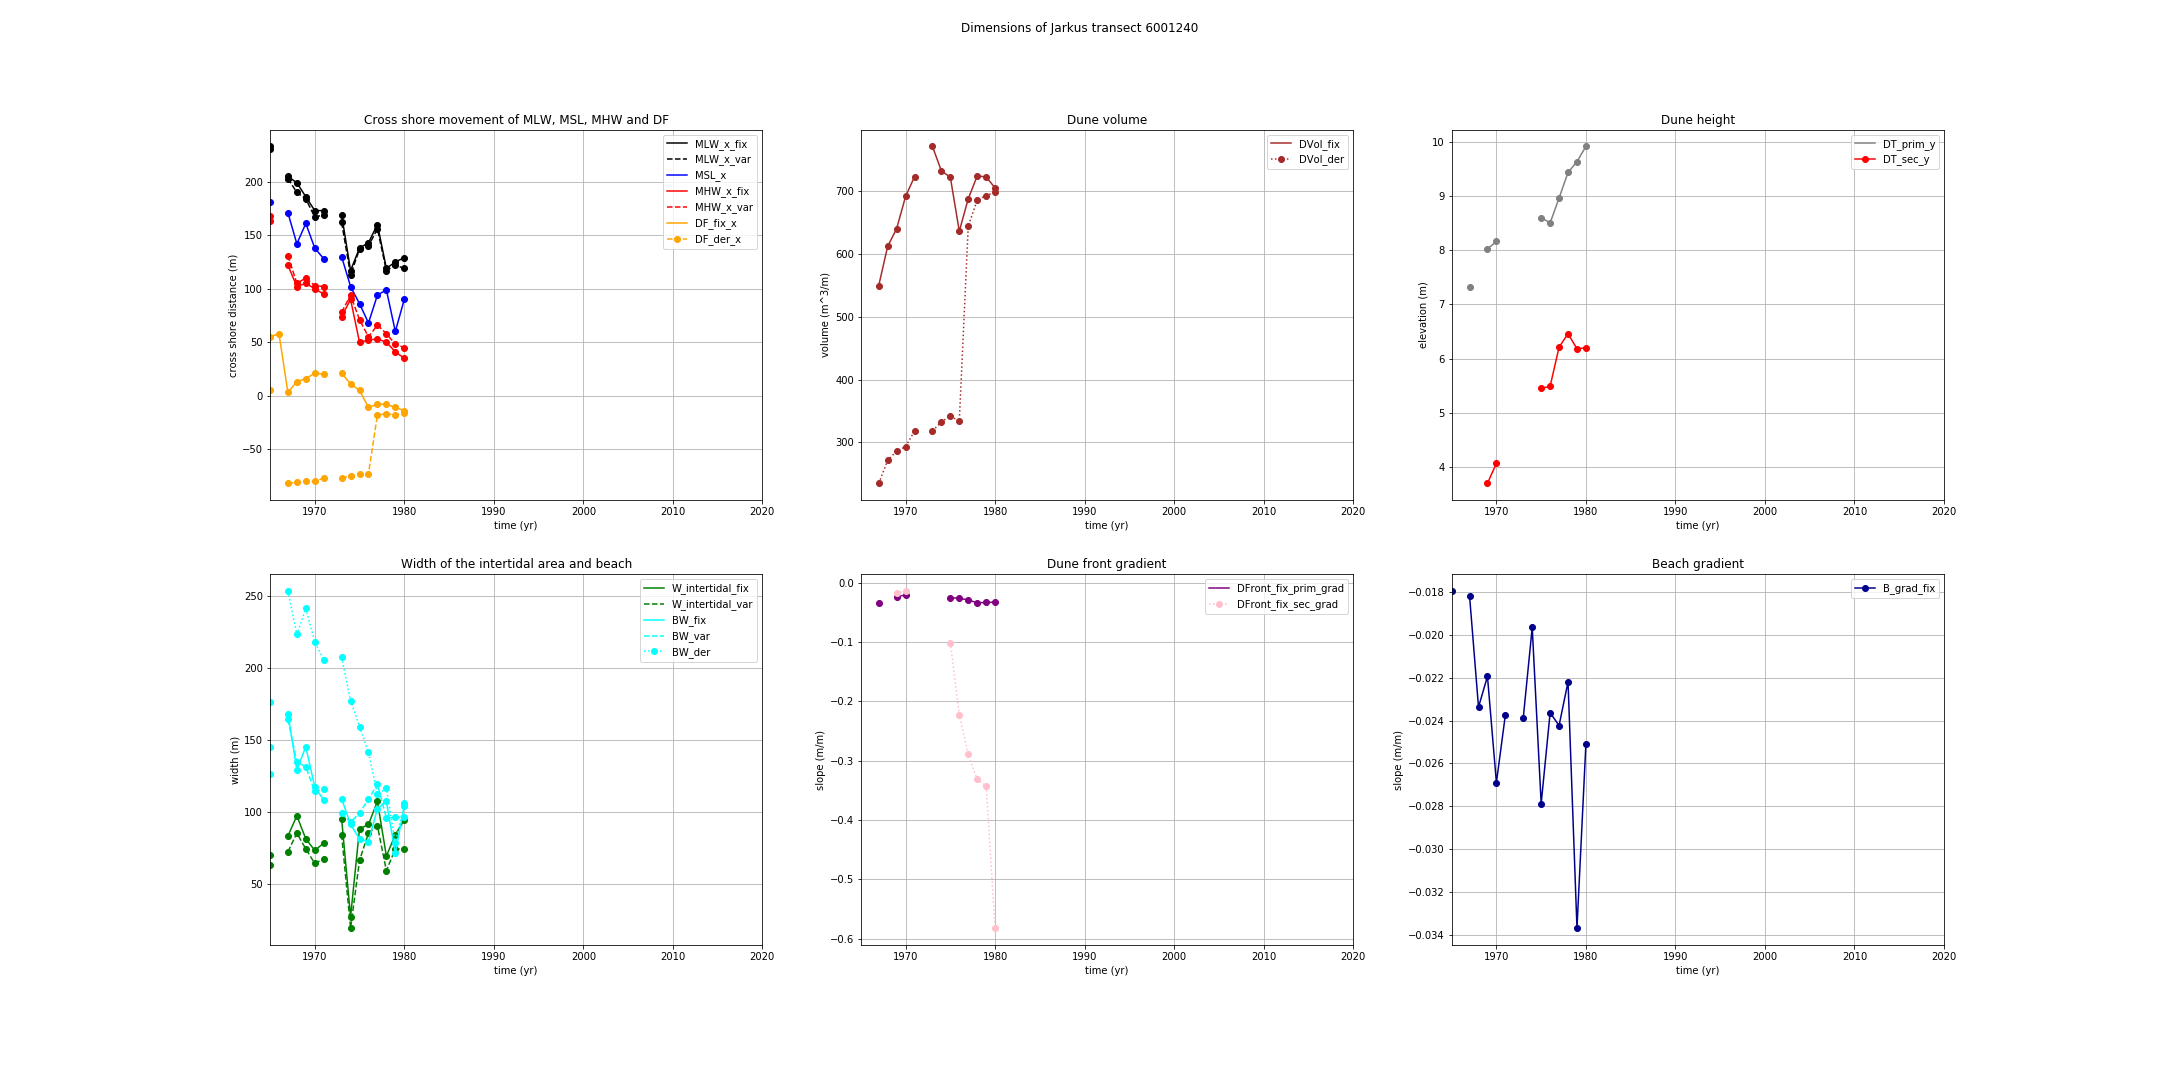 Dimensions of Jarkus transect 6001240
Cross shore movement of MLW, MSL, MHW and DF
cross shore distance (m)
200
150
100
50
0
−50
MLW_x_fix
MLW_x_var
MSL_x
MHW_x_fix
MHW_x_var
DF_fix_x
DF_der_x
1970 1980 1990 2000 2010 2020
time (yr)
Dune volume
volume (m^3/m)
700
600
500
400
300
DVol_fix
DVol_der
1970 1980 1990 2000 2010 2020
time (yr)
Dune height
elevation (m)
10
9
8
7
6
5
4
DT_prim_y
DT_sec_y
1970 1980 1990 2000 2010 2020
time (yr)
Width of the intertidal area and beach
width (m)
250
200
150
100
50
W_intertidal_fix
W_intertidal_var
BW_fix
BW_var
BW_der
1970 1980 1990 2000 2010 2020
time (yr)
Dune front gradient
slope (m/m)
0.0
−0.1
−0.2
−0.3
−0.4
−0.5
−0.6
DFront_fix_prim_grad
DFront_fix_sec_grad
1970 1980 1990 2000 2010 2020
time (yr)
Beach gradient
slope (m/m)
−0.018
−0.020
−0.022
−0.024
−0.026
−0.028
−0.030
−0.032
−0.034
B_grad_fix
1970 1980 1990 2000 2010 2020
time (yr)